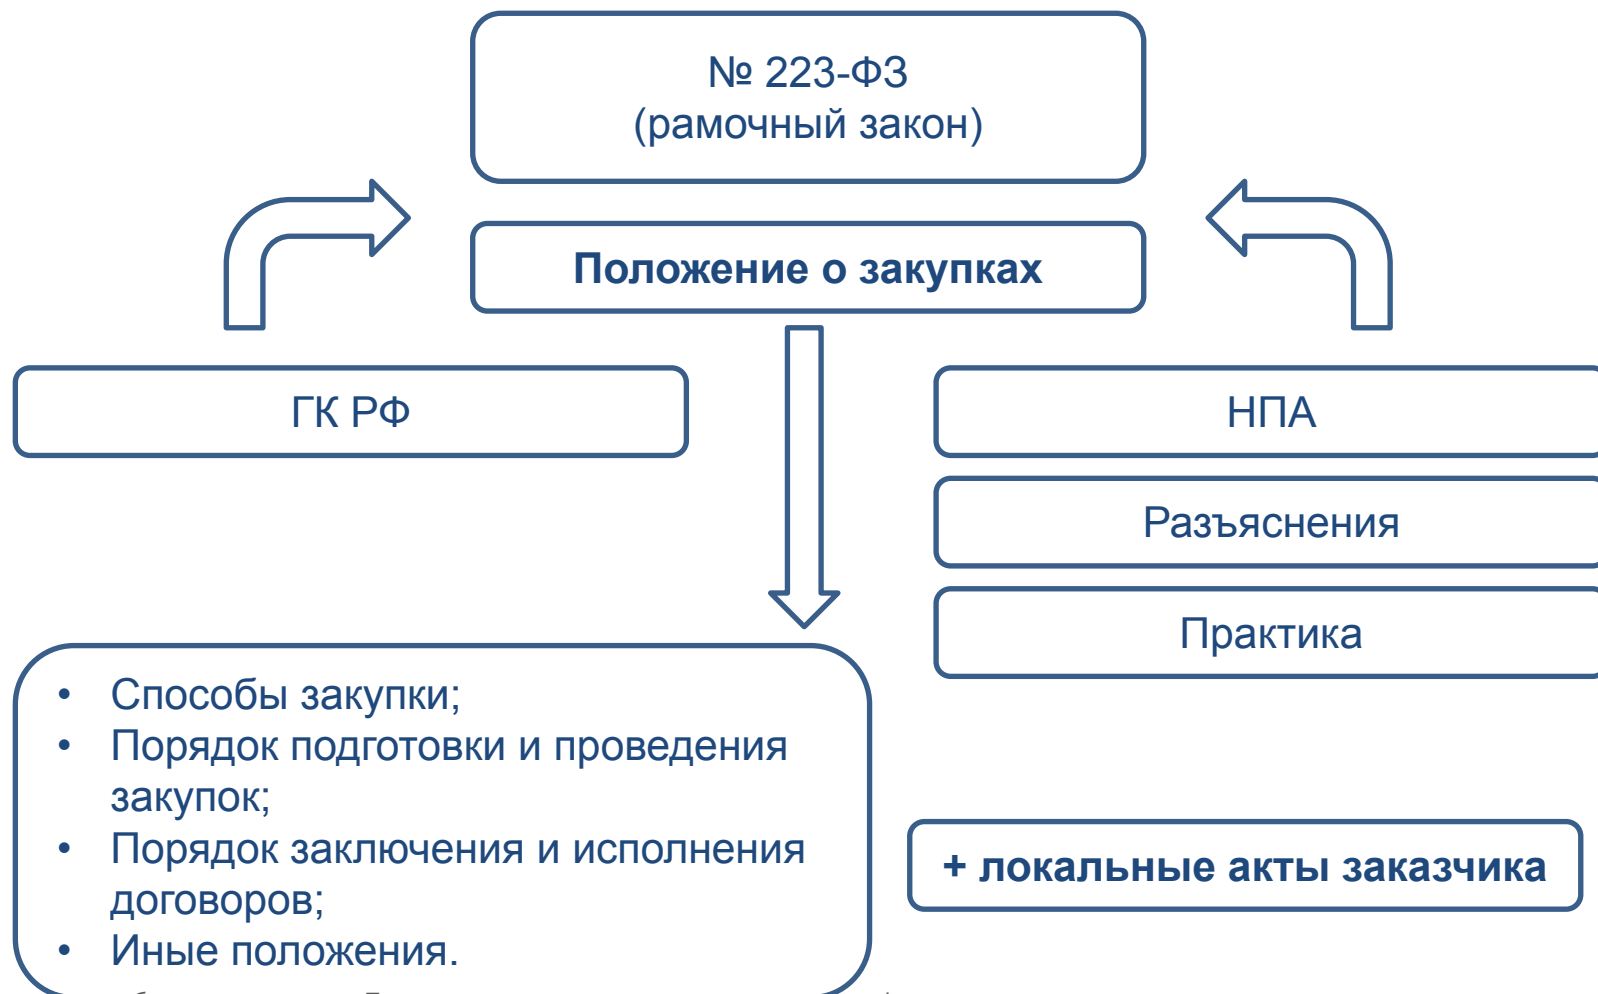 № 223-ФЗ
(рамочный закон)
Положение о закупках
ГК РФ
НПА
Разъяснения
Практика
• Способы закупки;
• Порядок подготовки и проведения
закупок;
• Порядок заключения и исполнения
договоров;
• Иные положения.
+ локальные акты заказчика